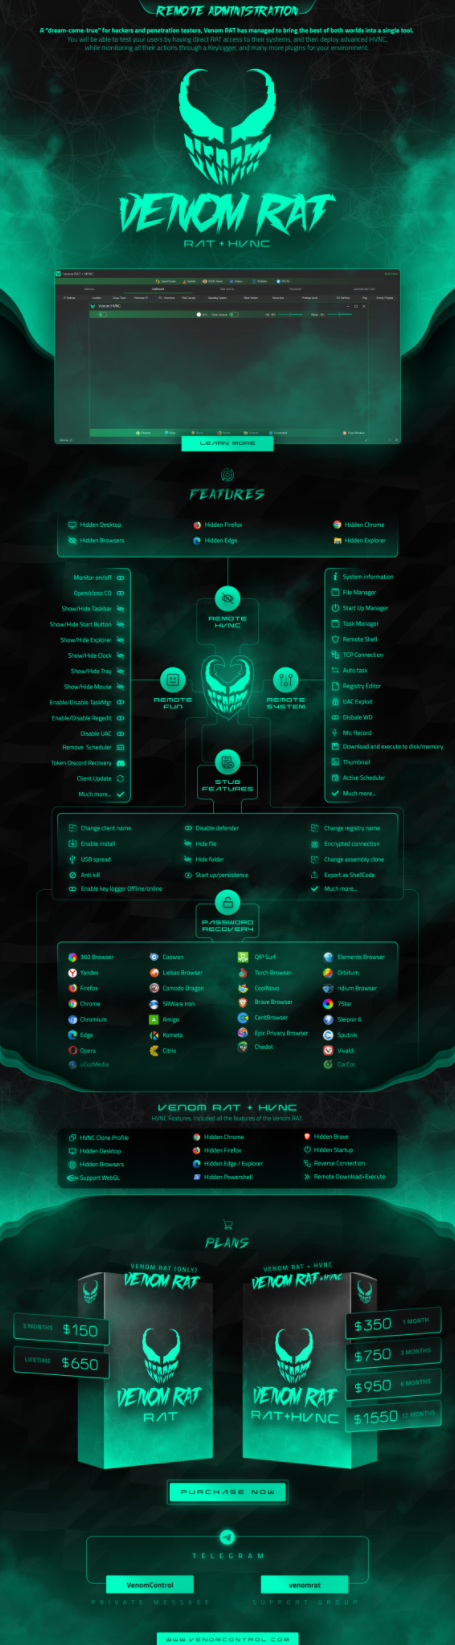 REMOTE ADMINISTRATION
A "dream-come-true" for hackers and penetration testers, Venom RAT has managed to bring the best of both worlds into a single tool.
You will be able to test your users by having direct RAT access to their systems, and then deploy advanced HVNC,
while monitoring all their actions through a Keylogger, and many more plugins for your environment.
VENOM
VENOM RAT
RAT + HVNC
Venom RAT + HVNC
Venom HVNC
LEARN MORE
FEATURES
Hidden Desktop
Hidden Firefox
Hidden Chrome
Hidden Browsers
Hidden Edge
Hidden Explorer
REMOTE
HVNC
Monitor on/off
Open/close CD
Show/Hide Taskbar
Show/Hide Start Button
Show/Hide Explorer
Show/Hide Clock
Show/Hide Tray
Show/Hide Mouse
Enable/Disable TaskMgr
Enable/Disable Regedit
Disable UAC
Remove Scheduler
Token Discord Recovery
Client Update
Much more...
REMOTE
FUN
REMOTE
SYSTEM
System information
File Manager
Start Up Manager
Task Manager
Remote Shell
TCP Connection
Auto task
Registry Editor
UAC Exploit
Disbale WD
Mic Record
Download and execute to disk/memory
Thumbnail
Active Scheduler
Much more...
STUB
FEATURES
Change client name
Disable defender
Change registry name
Enable install
Hide file
Encrypted connection
USB spread
Hide folder
Change assembly clone
Anti kill
Start up/persistence
Export as ShellCode
Enable key logger Offline/online
Much more...
PASSWORD
RECOVERY
360 Browser
Yandex
Firefox
Chrome
Chromium
Edge
Opera
uCozMedia
Coowon
Liebao Browser
Comodo Dragon
SRWare Iron
Amigo
Kometa
Citrio
QIP Surf
Torch Browser
CoolNovo
Brave Browser
CentBrowser
Epic Privacy Browser
Chedot
Elements Browser
Orbitum
Iridium Browser
7Star
Sleipnir 6
Sputnik
Vivaldi
CocCoc
VENOM RAT + HVNC
HVNC Features, included all the features of the Venom RAT.
HVNC Clone Profile
Hidden Chrome
Hidden Brave
Hidden Desktop
Hidden Firefox
Hidden Startup
Hidden Browsers
Hidden Edge / Explorer
Reverse Connection
Support WebGL
Hidden Powershell
Remote Download+Execute
PLANS
VENOM RAT (ONLY)
VENOM RAT
VENOM RAT + HVNC
VENOM RAT + HVNC
3 MONTHS $150
LIFETIME $650
VENOM RAT
RAT
VENOM RAT
RAT+HVNC
$350 1 MONTH
$750 3 MONTHS
$950 6 MONTHS
$1550 12 MONTHS
PURCHASE NOW
TELEGRAM
VenomControl
venomrat
PRIVATE MESSAGE
SUPPORT GROUP
WWW.VENOMCONTROL.COM